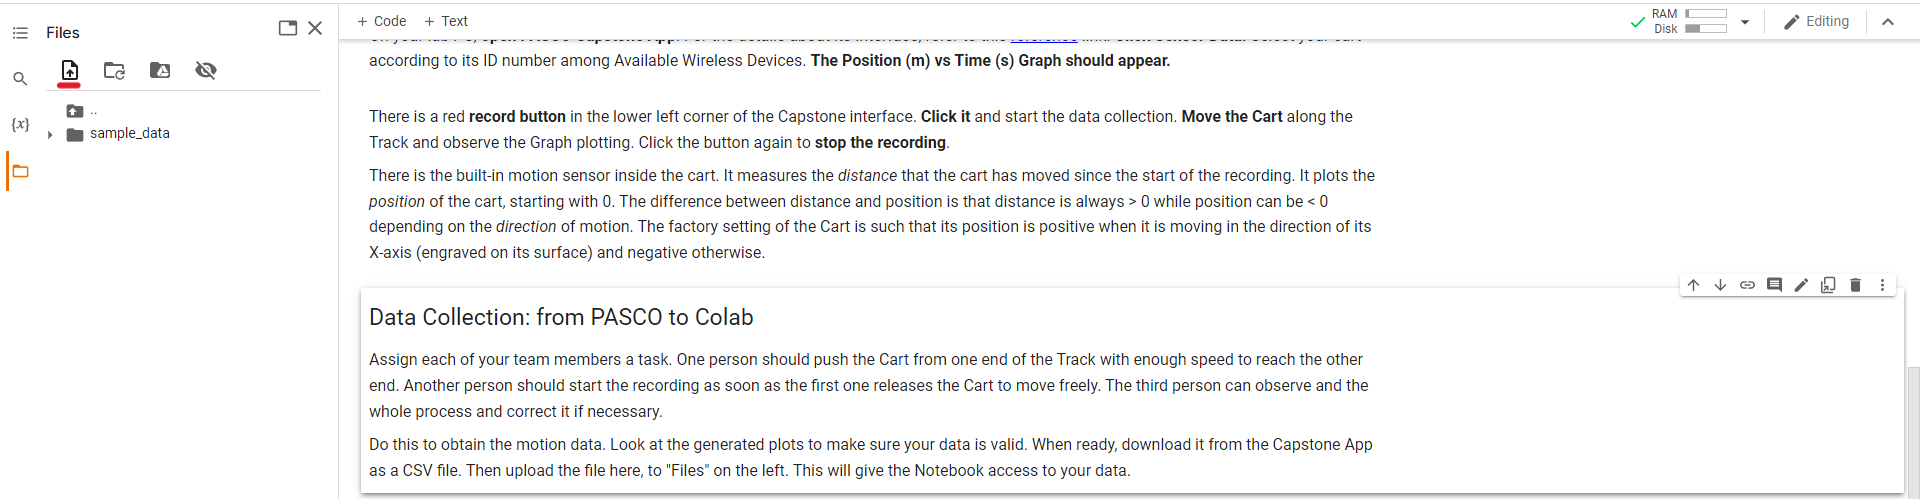 Files
..
sample_data
{x}
+ Code + Text
RAM
Disk
Editing
according to its ID number among Available Wireless Devices. The Position (m) vs Time (s) Graph should appear.
There is a red record button in the lower left corner of the Capstone interface. Click it and start the data collection. Move the Cart along the
Track and observe the Graph plotting. Click the button again to stop the recording.
There is the built-in motion sensor inside the cart. It measures the distance that the cart has moved since the start of the recording. It plots the
position of the cart, starting with 0. The difference between distance and position is that distance is always > 0 while position can be < 0
depending on the direction of motion. The factory setting of the Cart is such that its position is positive when it is moving in the direction of its
X-axis (engraved on its surface) and negative otherwise.
Data Collection: from PASCO to Colab
Assign each of your team members a task. One person should push the Cart from one end of the Track with enough speed to reach the other
end. Another person should start the recording as soon as the first one releases the Cart to move freely. The third person can observe and the
whole process and correct it if necessary.
Do this to obtain the motion data. Look at the generated plots to make sure your data is valid. When ready, download it from the Capstone App
as a CSV file. Then upload the file here, to "Files" on the left. This will give the Notebook access to your data.